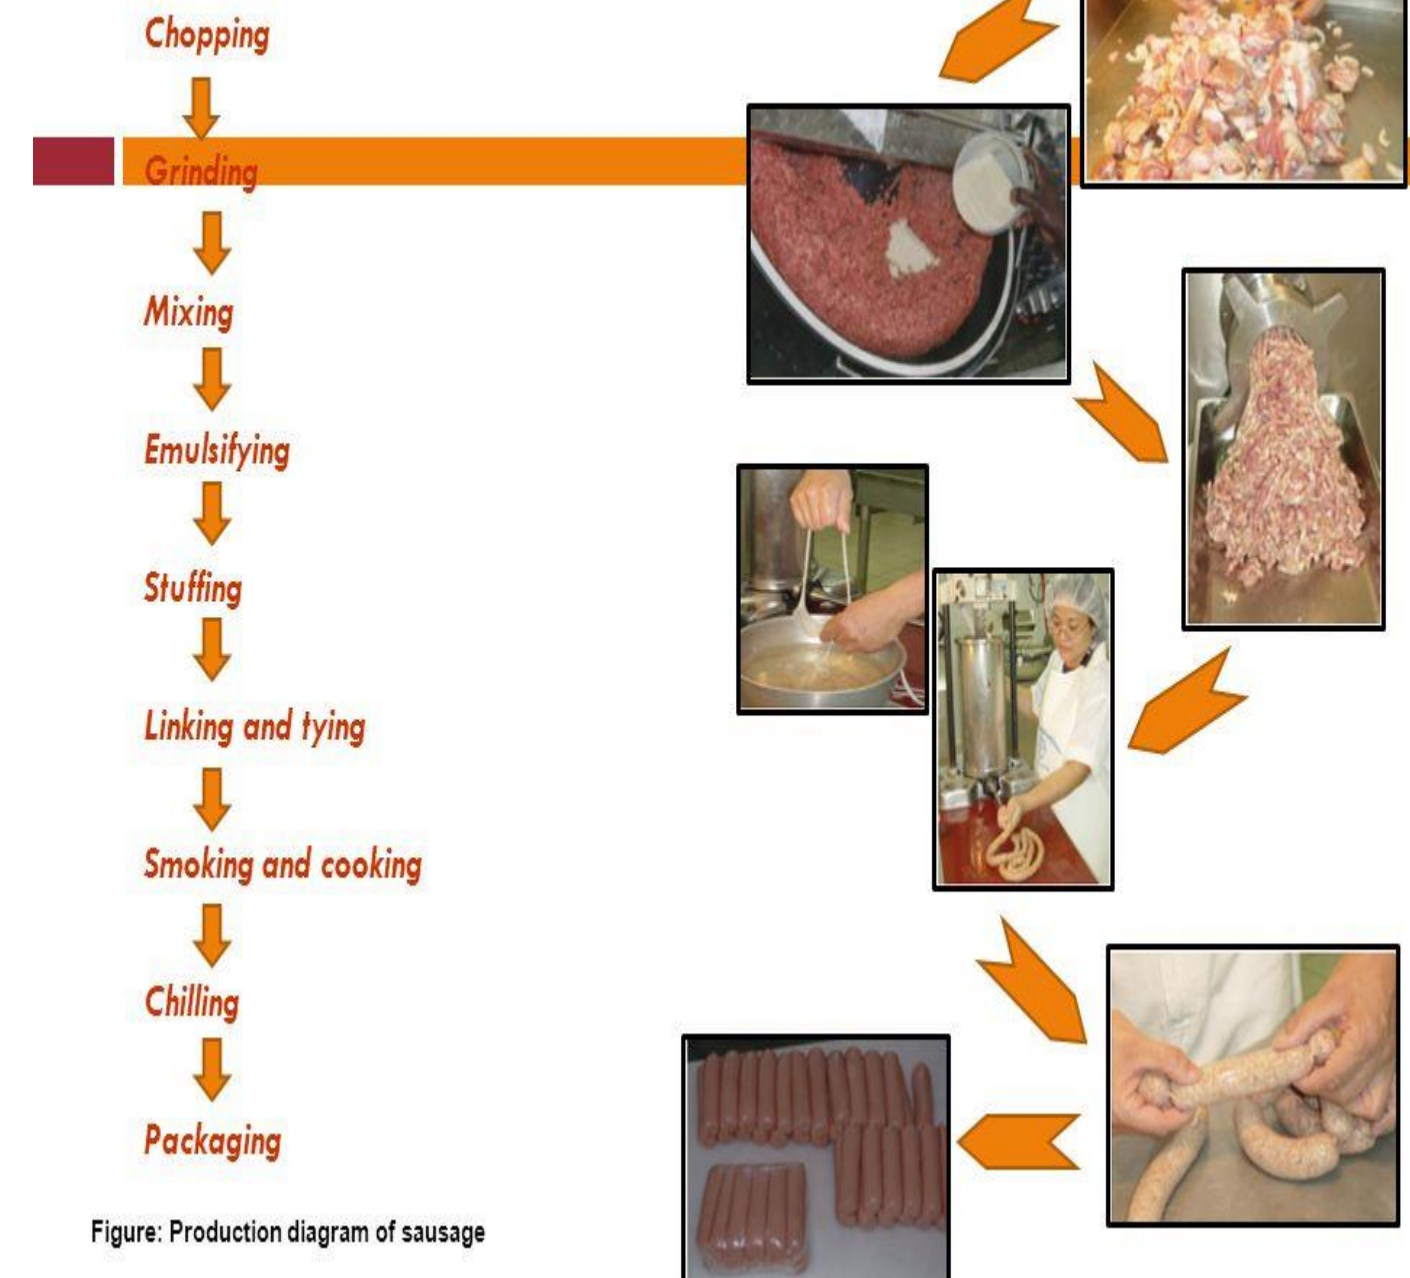 Chopping
Grinding
Mixing
Emulsifying
Stuffing
Linking and tying
Smoking and cooking
Chilling
Packaging
Figure: Production diagram of sausage